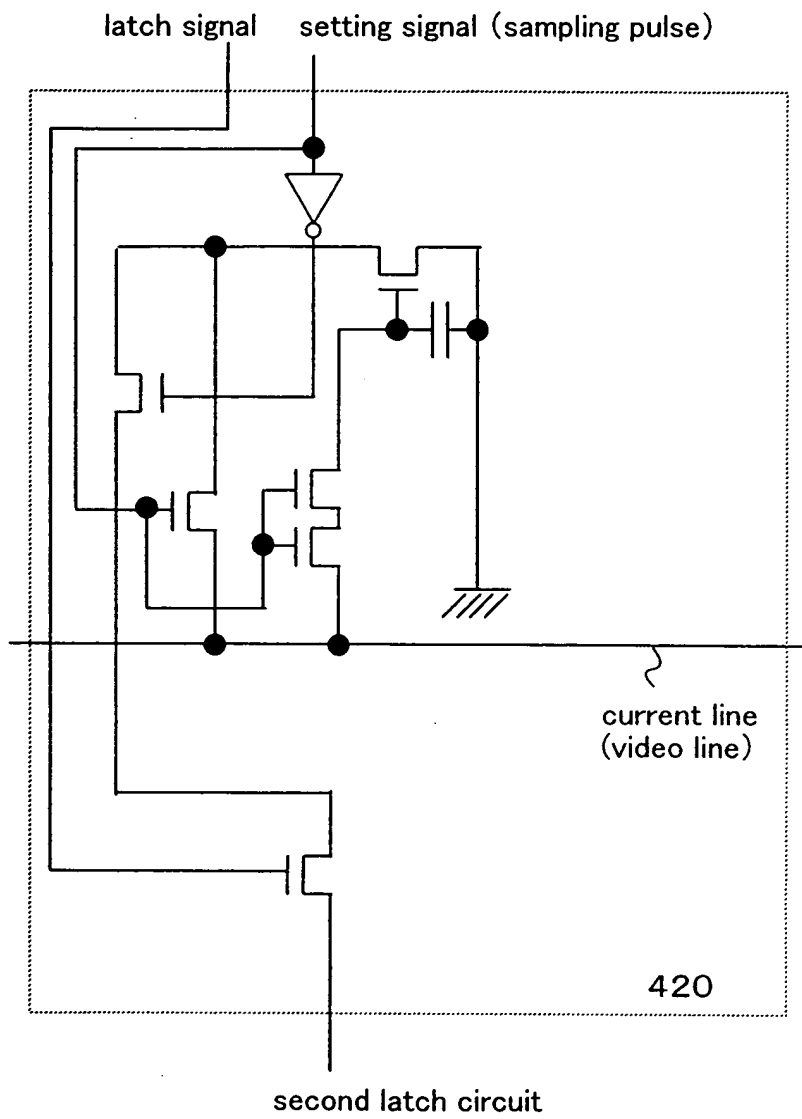 latch signal
setting signal (sampling pulse)
current line
(video line)
420
second latch circuit